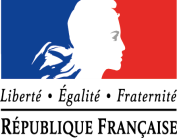 Liberté • Égalité • Fraternité
RÉPUBLIQUE FRANÇAISE